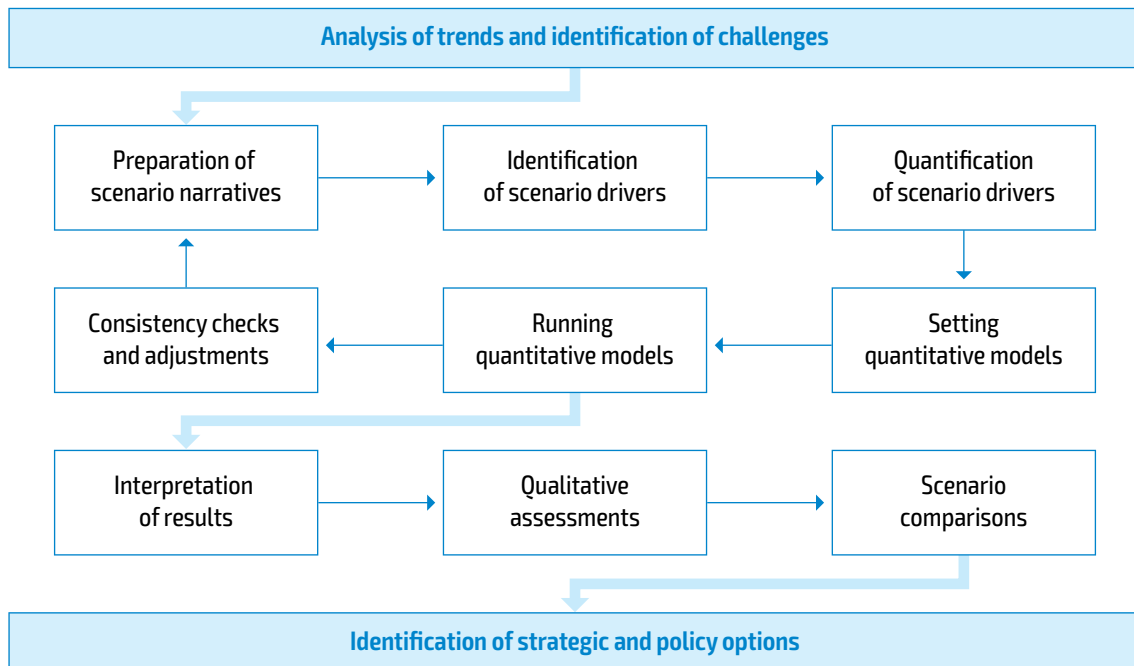 Analysis of trends and identification of challenges
Preparation of
scenario narratives
Identification
of scenario drivers
Quantification
of scenario drivers
Consistency checks
and adjustments
Running
quantitative models
Setting
quantitative models
Interpretation
of results
Qualitative
assessments
Scenario
comparisons
Identification of strategic and policy options